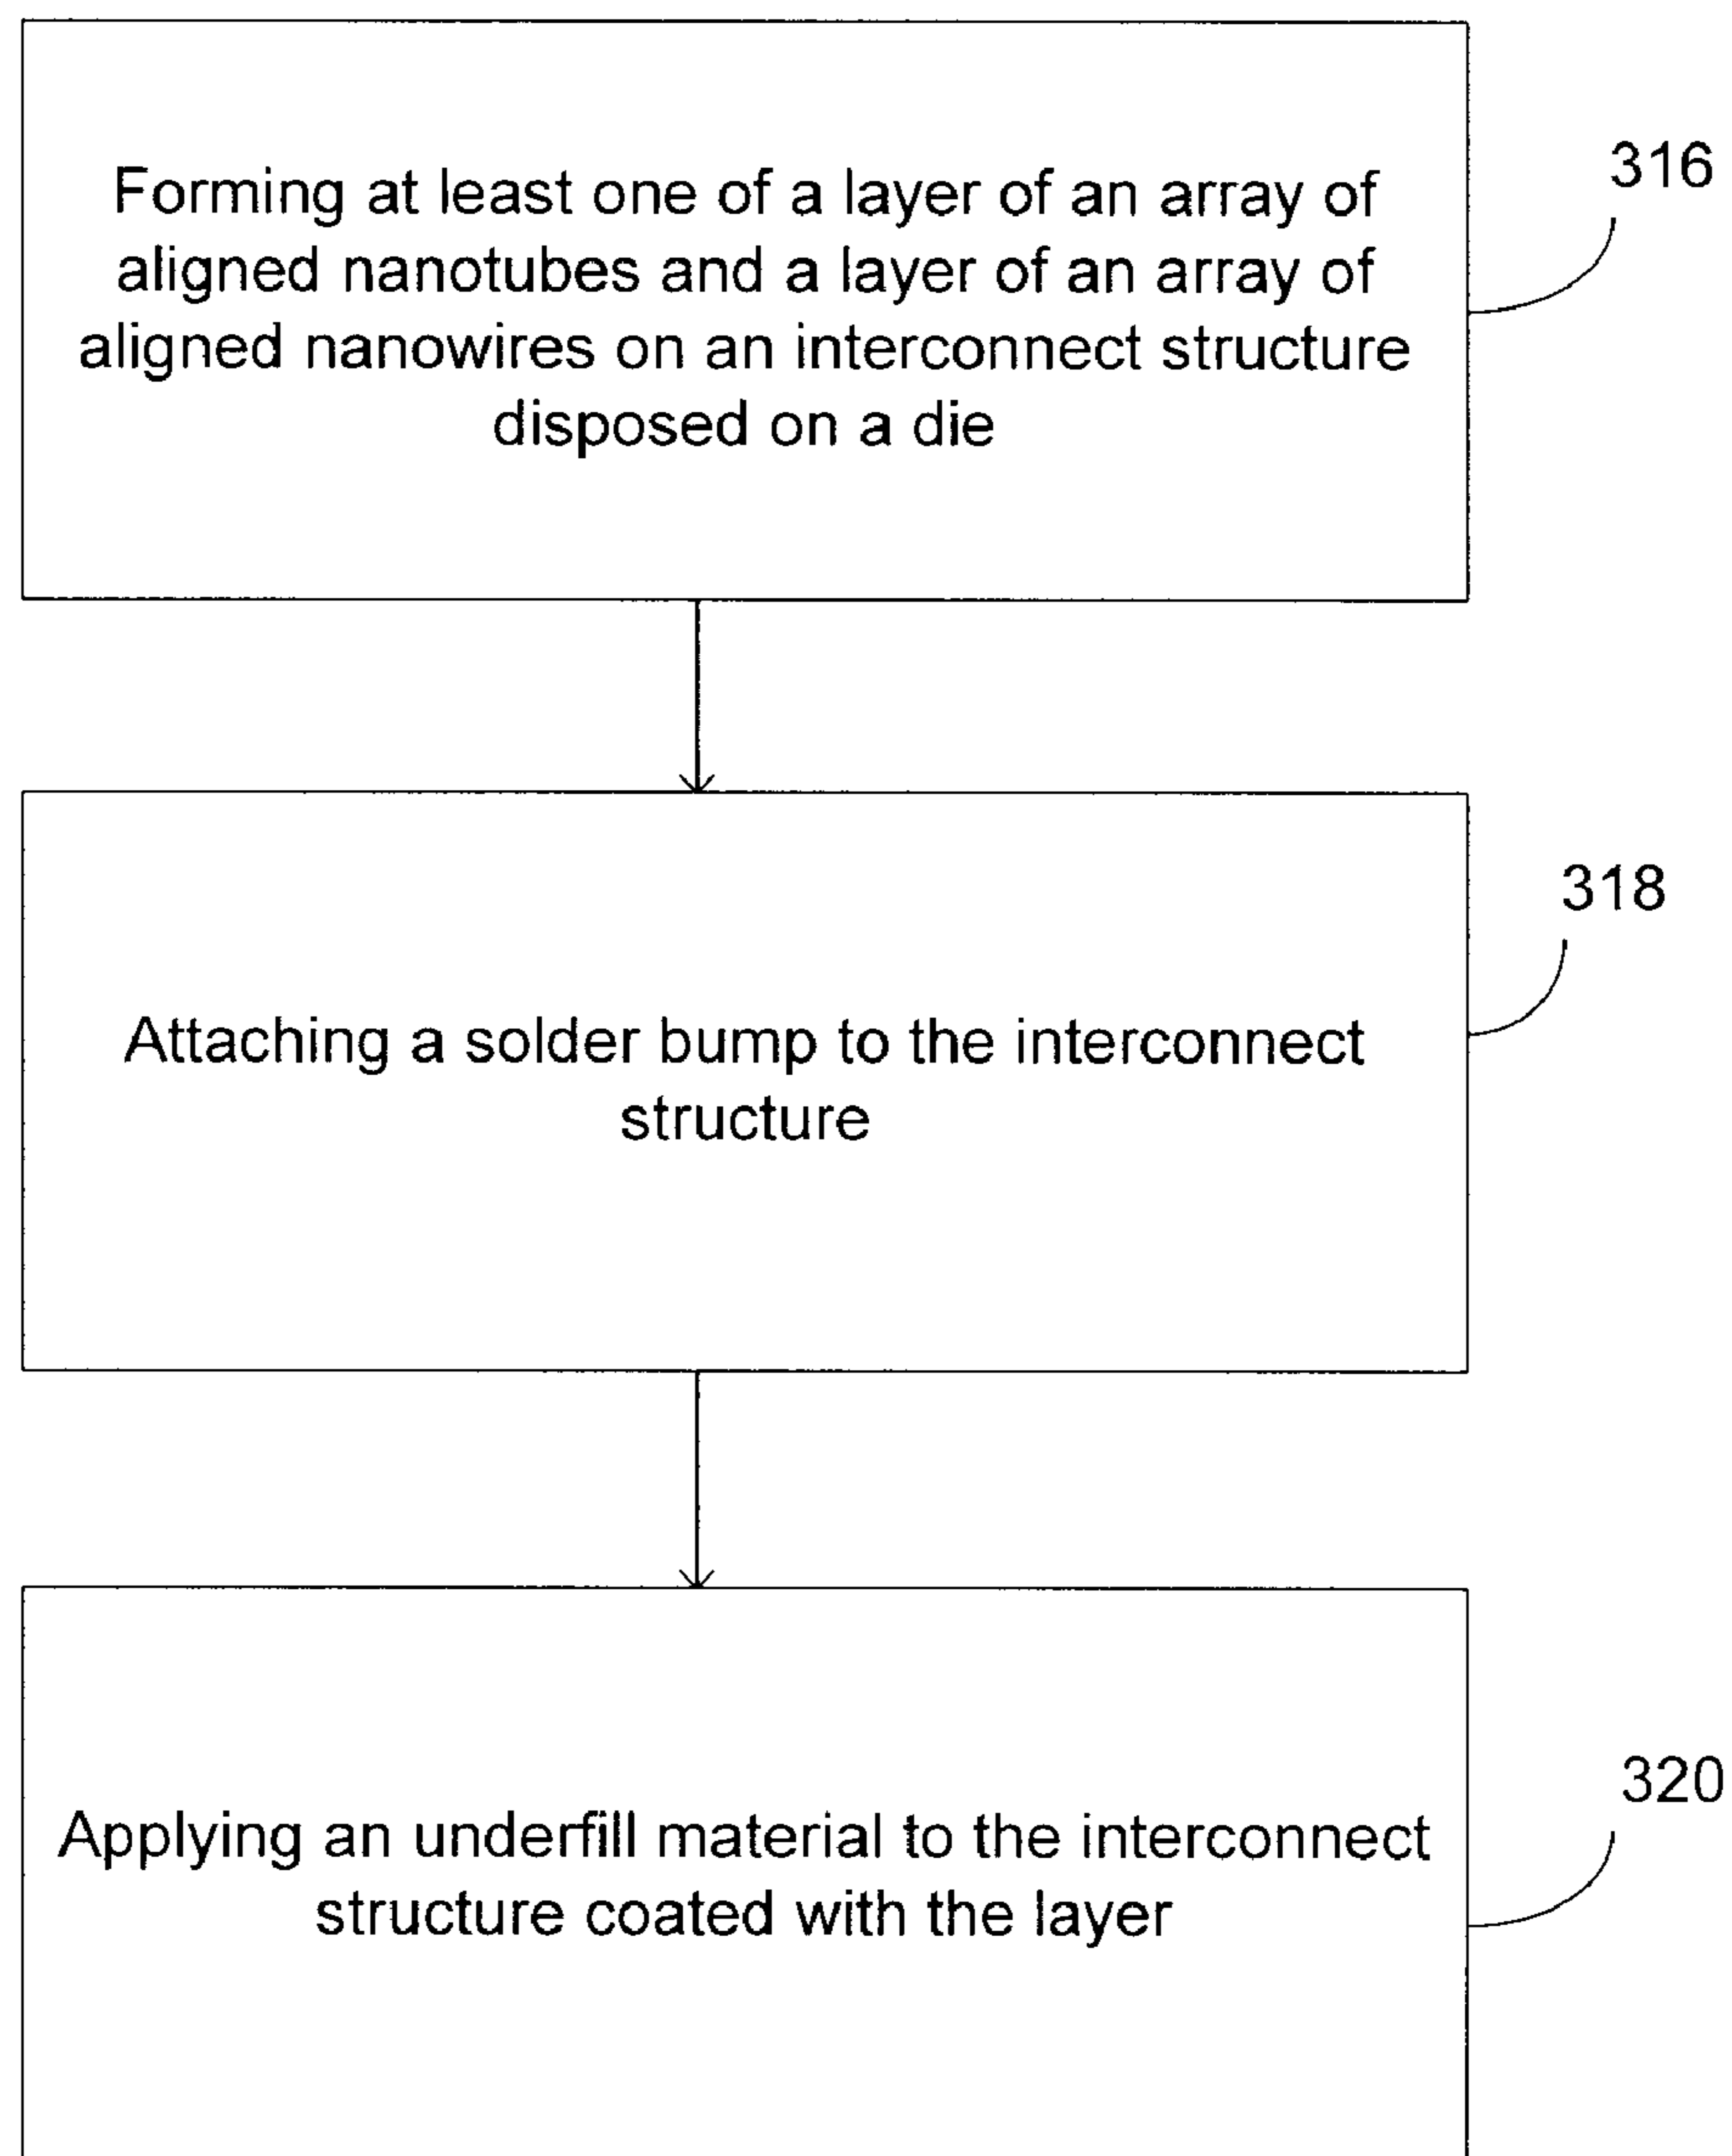 Forming at least one of a layer of an array of
aligned nanotubes and a layer of an array of
aligned nanowires on an interconnect structure
disposed on a die
316
Attaching a solder bump to the interconnect
structure
318
Applying an underfill material to the interconnect
structure coated with the layer
320